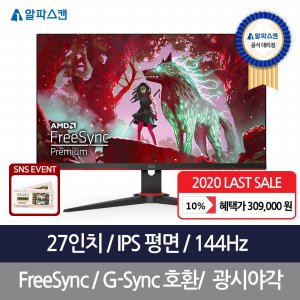 알파스캔
알파스캔
공식 대리점
AMD
FreeSync
Premium
SNS EVENT
2020 LAST SALE
10% 혜택가 309,000 원
27인치 / IPS 평면 / 144Hz
FreeSync / G-Sync 호환/ 광시야각